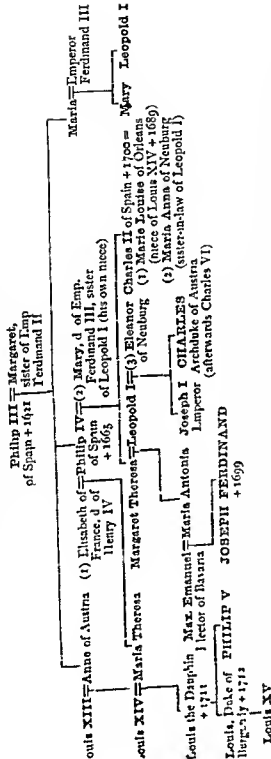 Philip III = Margaret,
of Spain + 1421 sister of Emp
Ferdinand II
ouis XIII = Anne of Austria
(1) Elisabeth of = Philip IV = (2) Mary, d of Emp.
France, d of of Spain Ferdinand III, sister
Henry IV + 1665 of Leopold I (his own niece)
Maria = Emperor
Ferdinand III
ouis XIV = Maria Theresa
Margaret Theresa = Leopold I = (3) Eleanor
of Neuburg
Charles II of Spain + 1700 =
(1) Marie Louise of Orleans
(niece of Louis XIV + 1689)
(2) Maria Anna of Neuburg
(sister-in-law of Leopold I)
Mary Leopold I
Louis the Dauphin
+ 1711
Max Emanuel = Maria Antonia
Elector of Bavaria
Joseph I
Emperor
CHARLES
Archduke of Austria
(afterwards Charles VI)
Louis, Duke of
Burgundy + 1712
PHILIP V
JOSEPH FERDINAND
+ 1699
Louis XV